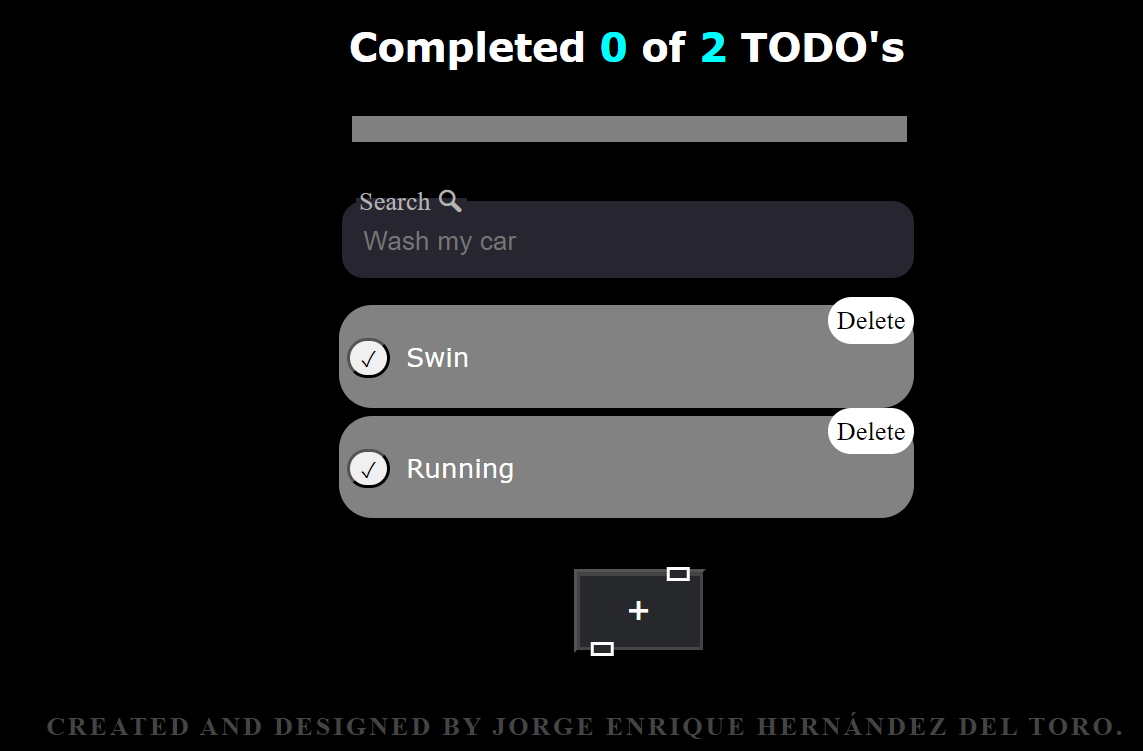 Completed 0 of 2 TODO's
Search 🔍
Wash my car
Delete
✓ Swin
Delete
✓ Running
+
CREATED AND DESIGNED BY JORGE ENRIQUE HERNÁNDEZ DEL TORO.